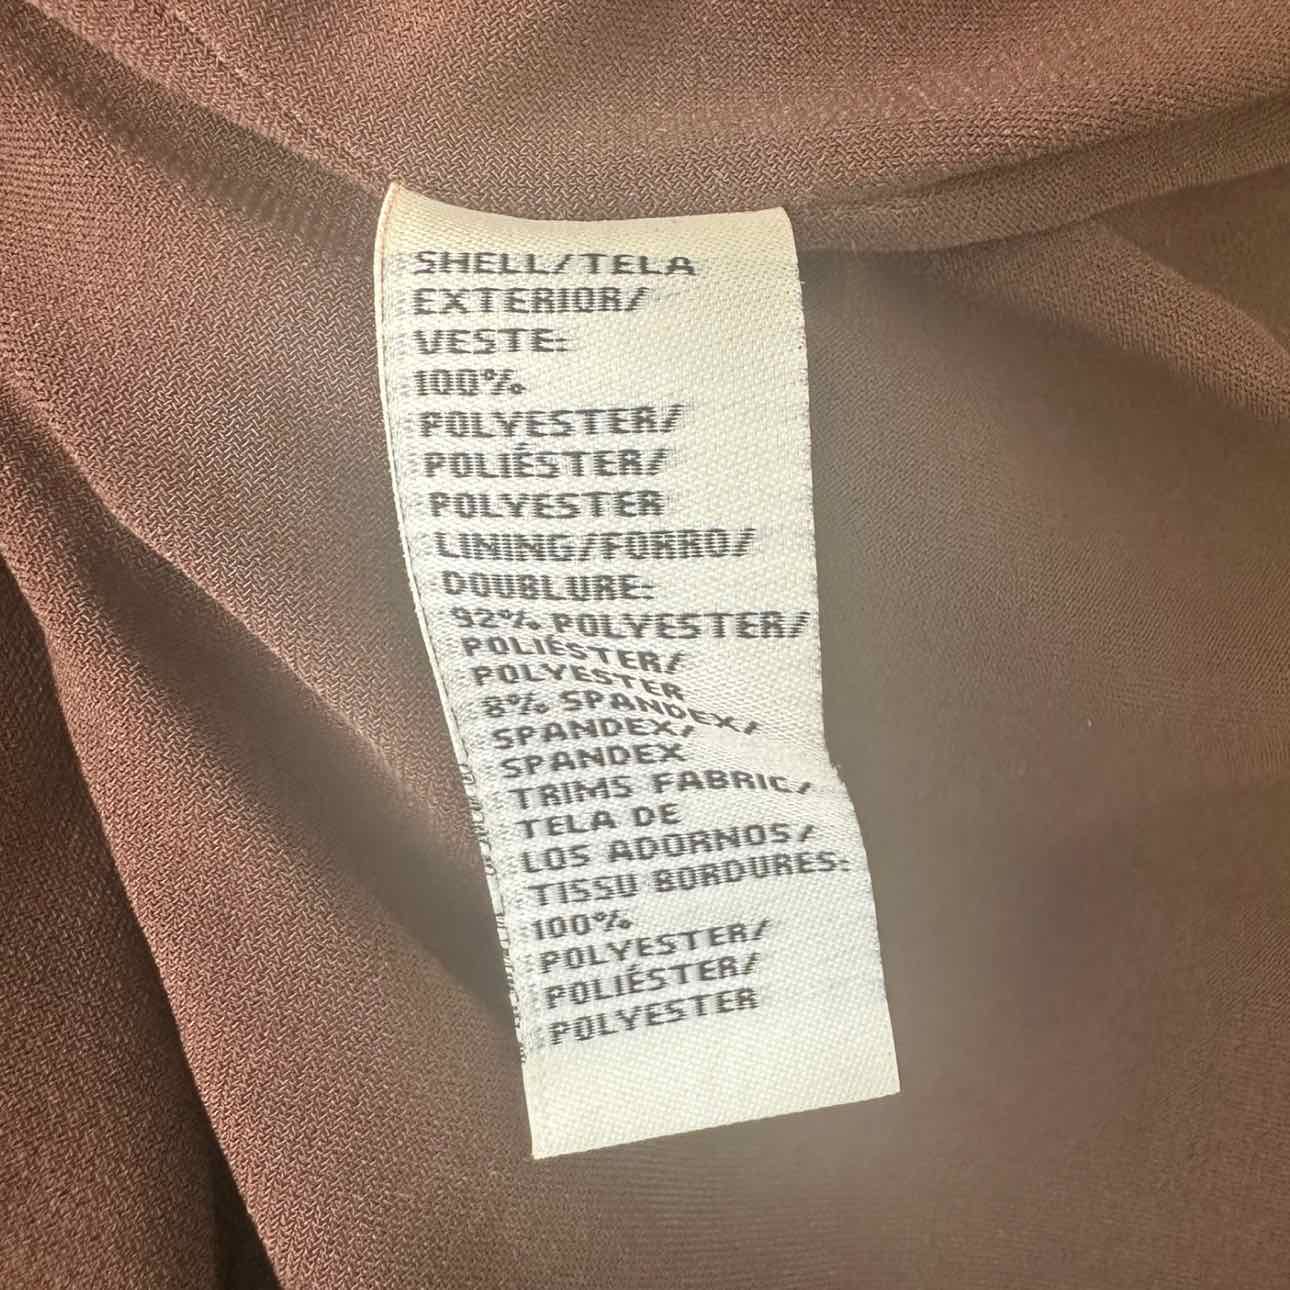 SHELL/TELA
EXTERIOR/
VESTE:
100%
POLYESTER/
POLIÉSTER/
POLYESTER
LINING/FORRO/
DOUBLURE:
92% POLYESTER/
POLIÉSTER/
POLYESTER
8% SPANDEX/
SPANDEX/
SPANDEX
TRIMS FABRIC/
TELA DE
LOS ADORNOS/
TISSU BORDURES:
100%
POLYESTER/
POLIÉSTER/
POLYESTER